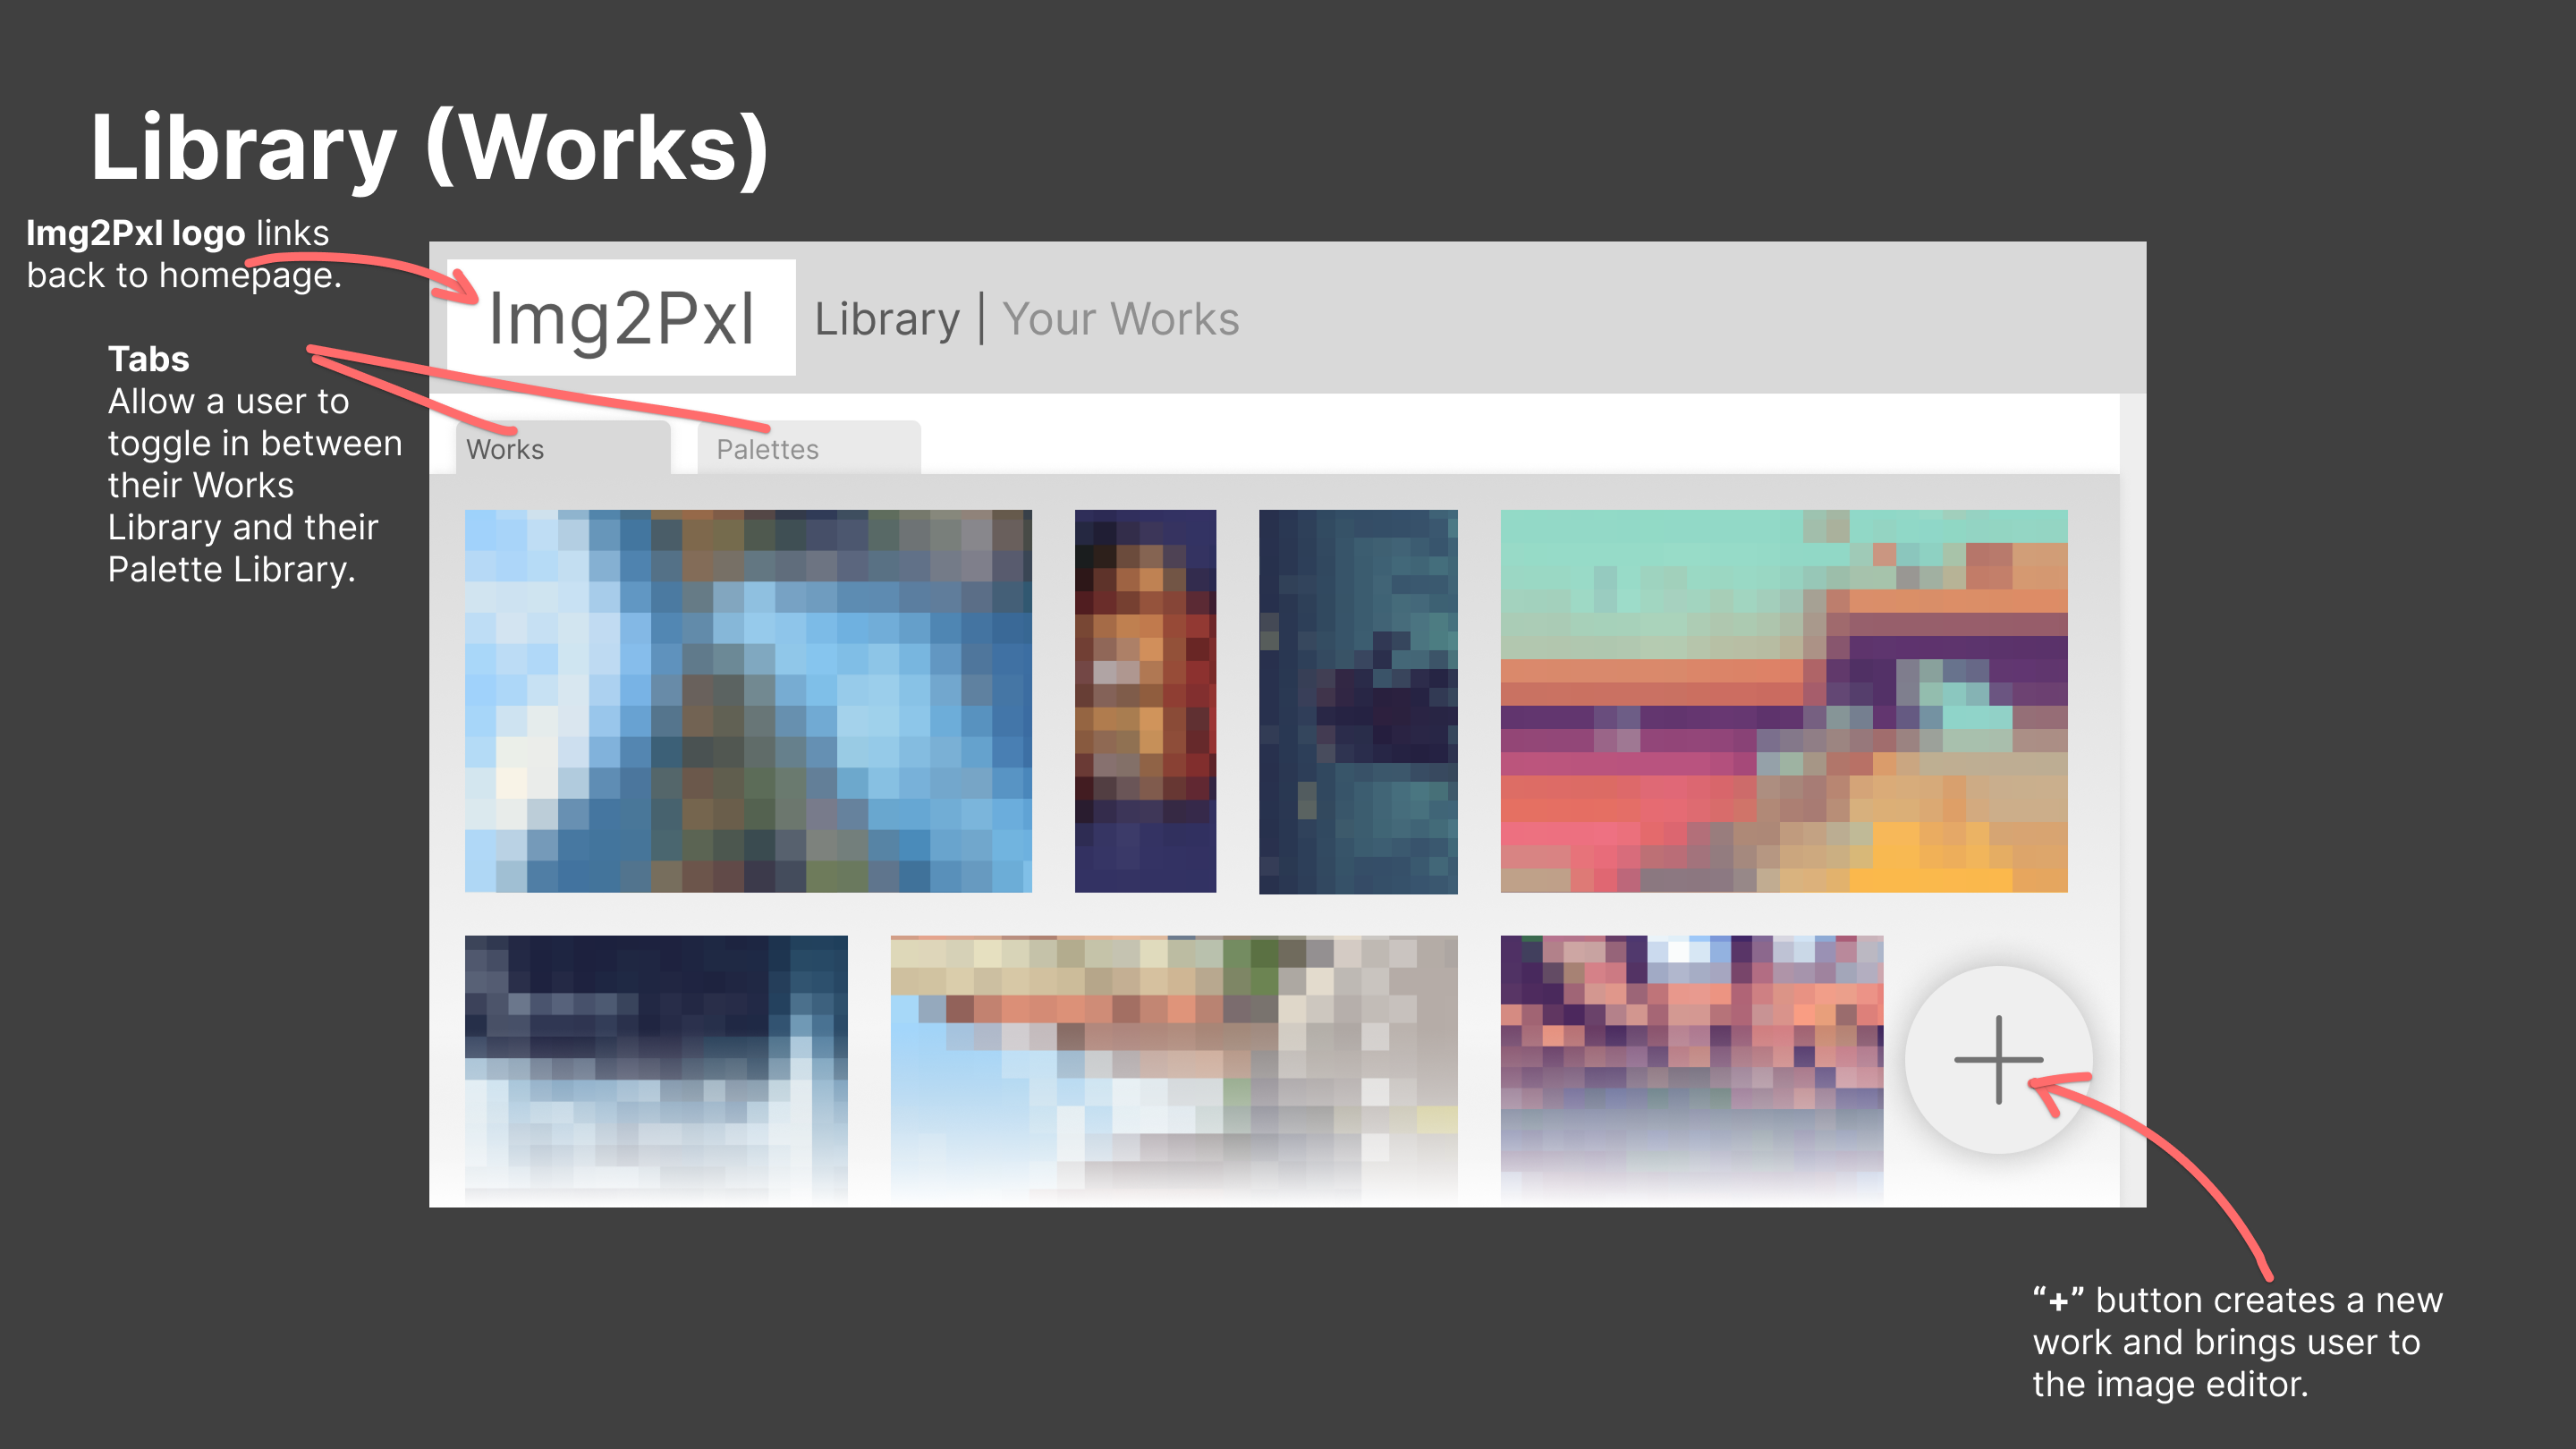 Library (Works)
Img2Pxl logo links
back to homepage.
Tabs
Allow a user to
toggle in between
their Works
Library and their
Palette Library.
Img2Pxl
Library | Your Works
Works
Palettes
“+” button creates a new
work and brings user to
the image editor.